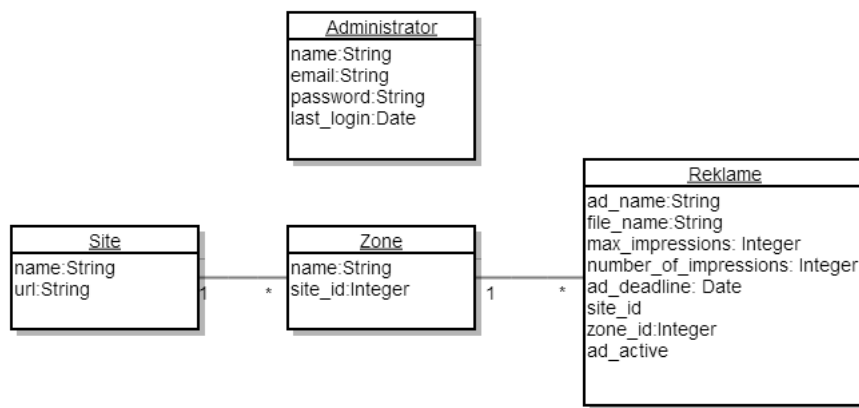 Administrator
name:String
email:String
password:String
last_login:Date
Site
name:String
url:String
1
*
Zone
name:String
site_id:Integer
1
*
Reklame
ad_name:String
file_name:String
max_impressions: Integer
number_of_impressions: Integer
ad_deadline: Date
site_id
zone_id:Integer
ad_active